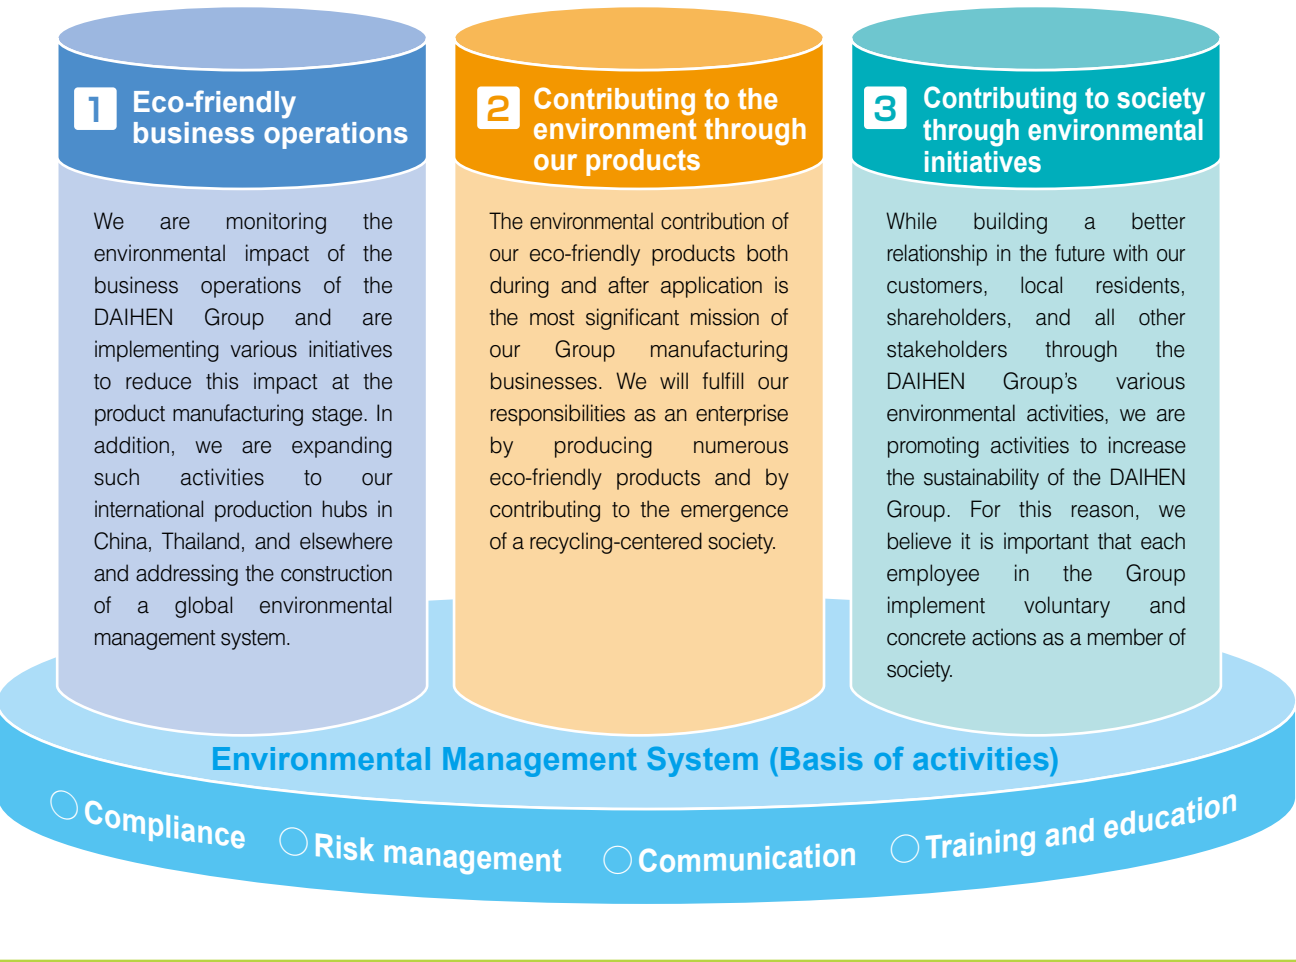 1
Eco-friendly
business operations
We are monitoring the
environmental impact of the
business operations of the
DAIHEN Group and are
implementing various initiatives
to reduce this impact at the
product manufacturing stage. In
addition, we are expanding
such activities to our
international production hubs in
China, Thailand, and elsewhere
and addressing the construction
of a global environmental
management system.
2
Contributing to the
environment through
our products
The environmental contribution of
our eco-friendly products both
during and after application is
the most significant mission of
our Group manufacturing
businesses. We will fulfill our
responsibilities as an enterprise
by producing numerous
eco-friendly products and by
contributing to the emergence
of a recycling-centered society.
3
Contributing to society
through environmental
initiatives
While building a better
relationship in the future with our
customers, local residents,
shareholders, and all other
stakeholders through the
DAIHEN Group's various
environmental activities, we are
promoting activities to increase
the sustainability of the DAIHEN
Group. For this reason, we
believe it is important that each
employee in the Group
implement voluntary and
concrete actions as a member of
society.
Environmental Management System (Basis of activities)
○ Compliance
○ Risk management
○ Communication
○ Training and education